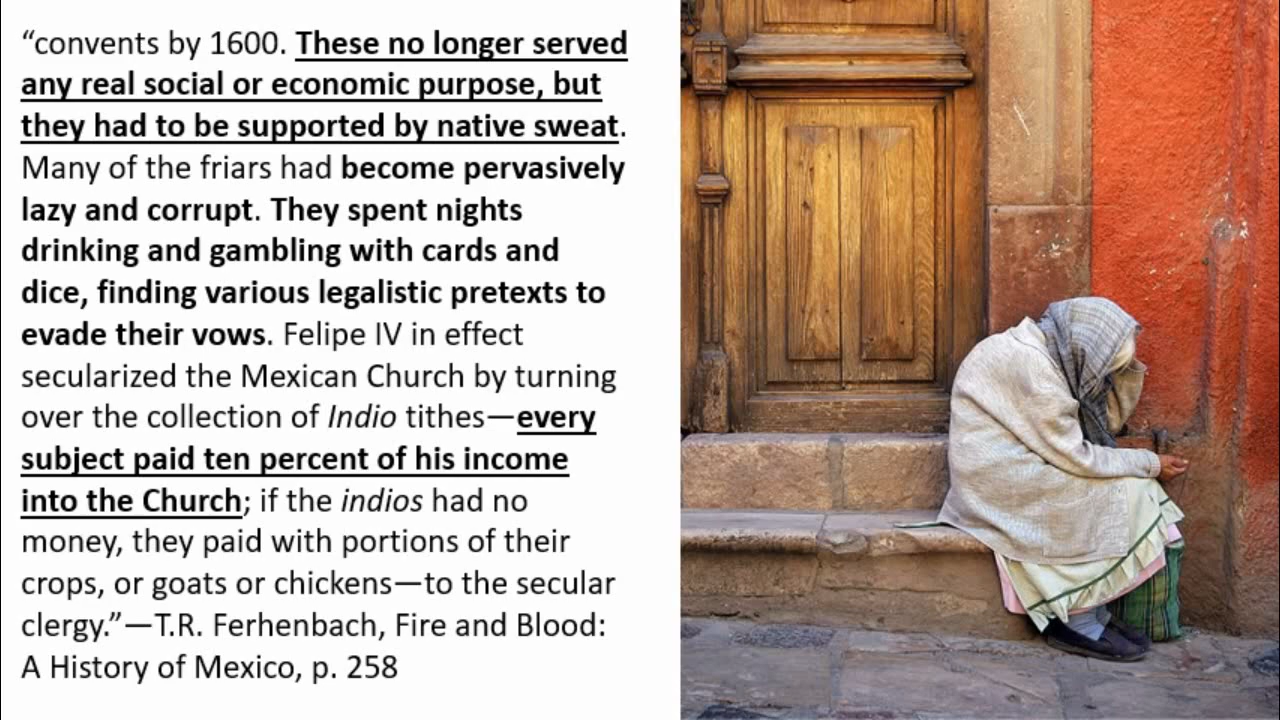 “convents by 1600. These no longer served
any real social or economic purpose, but
they had to be supported by native sweat.
Many of the friars had become pervasively
lazy and corrupt. They spent nights
drinking and gambling with cards and
dice, finding various legalistic pretexts to
evade their vows. Felipe IV in effect
secularized the Mexican Church by turning
over the collection of Indio tithes—every
subject paid ten percent of his income
into the Church; if the indios had no
money, they paid with portions of their
crops, or goats or chickens—to the secular
clergy.”—T.R. Ferhenbach, Fire and Blood:
A History of Mexico, p. 258